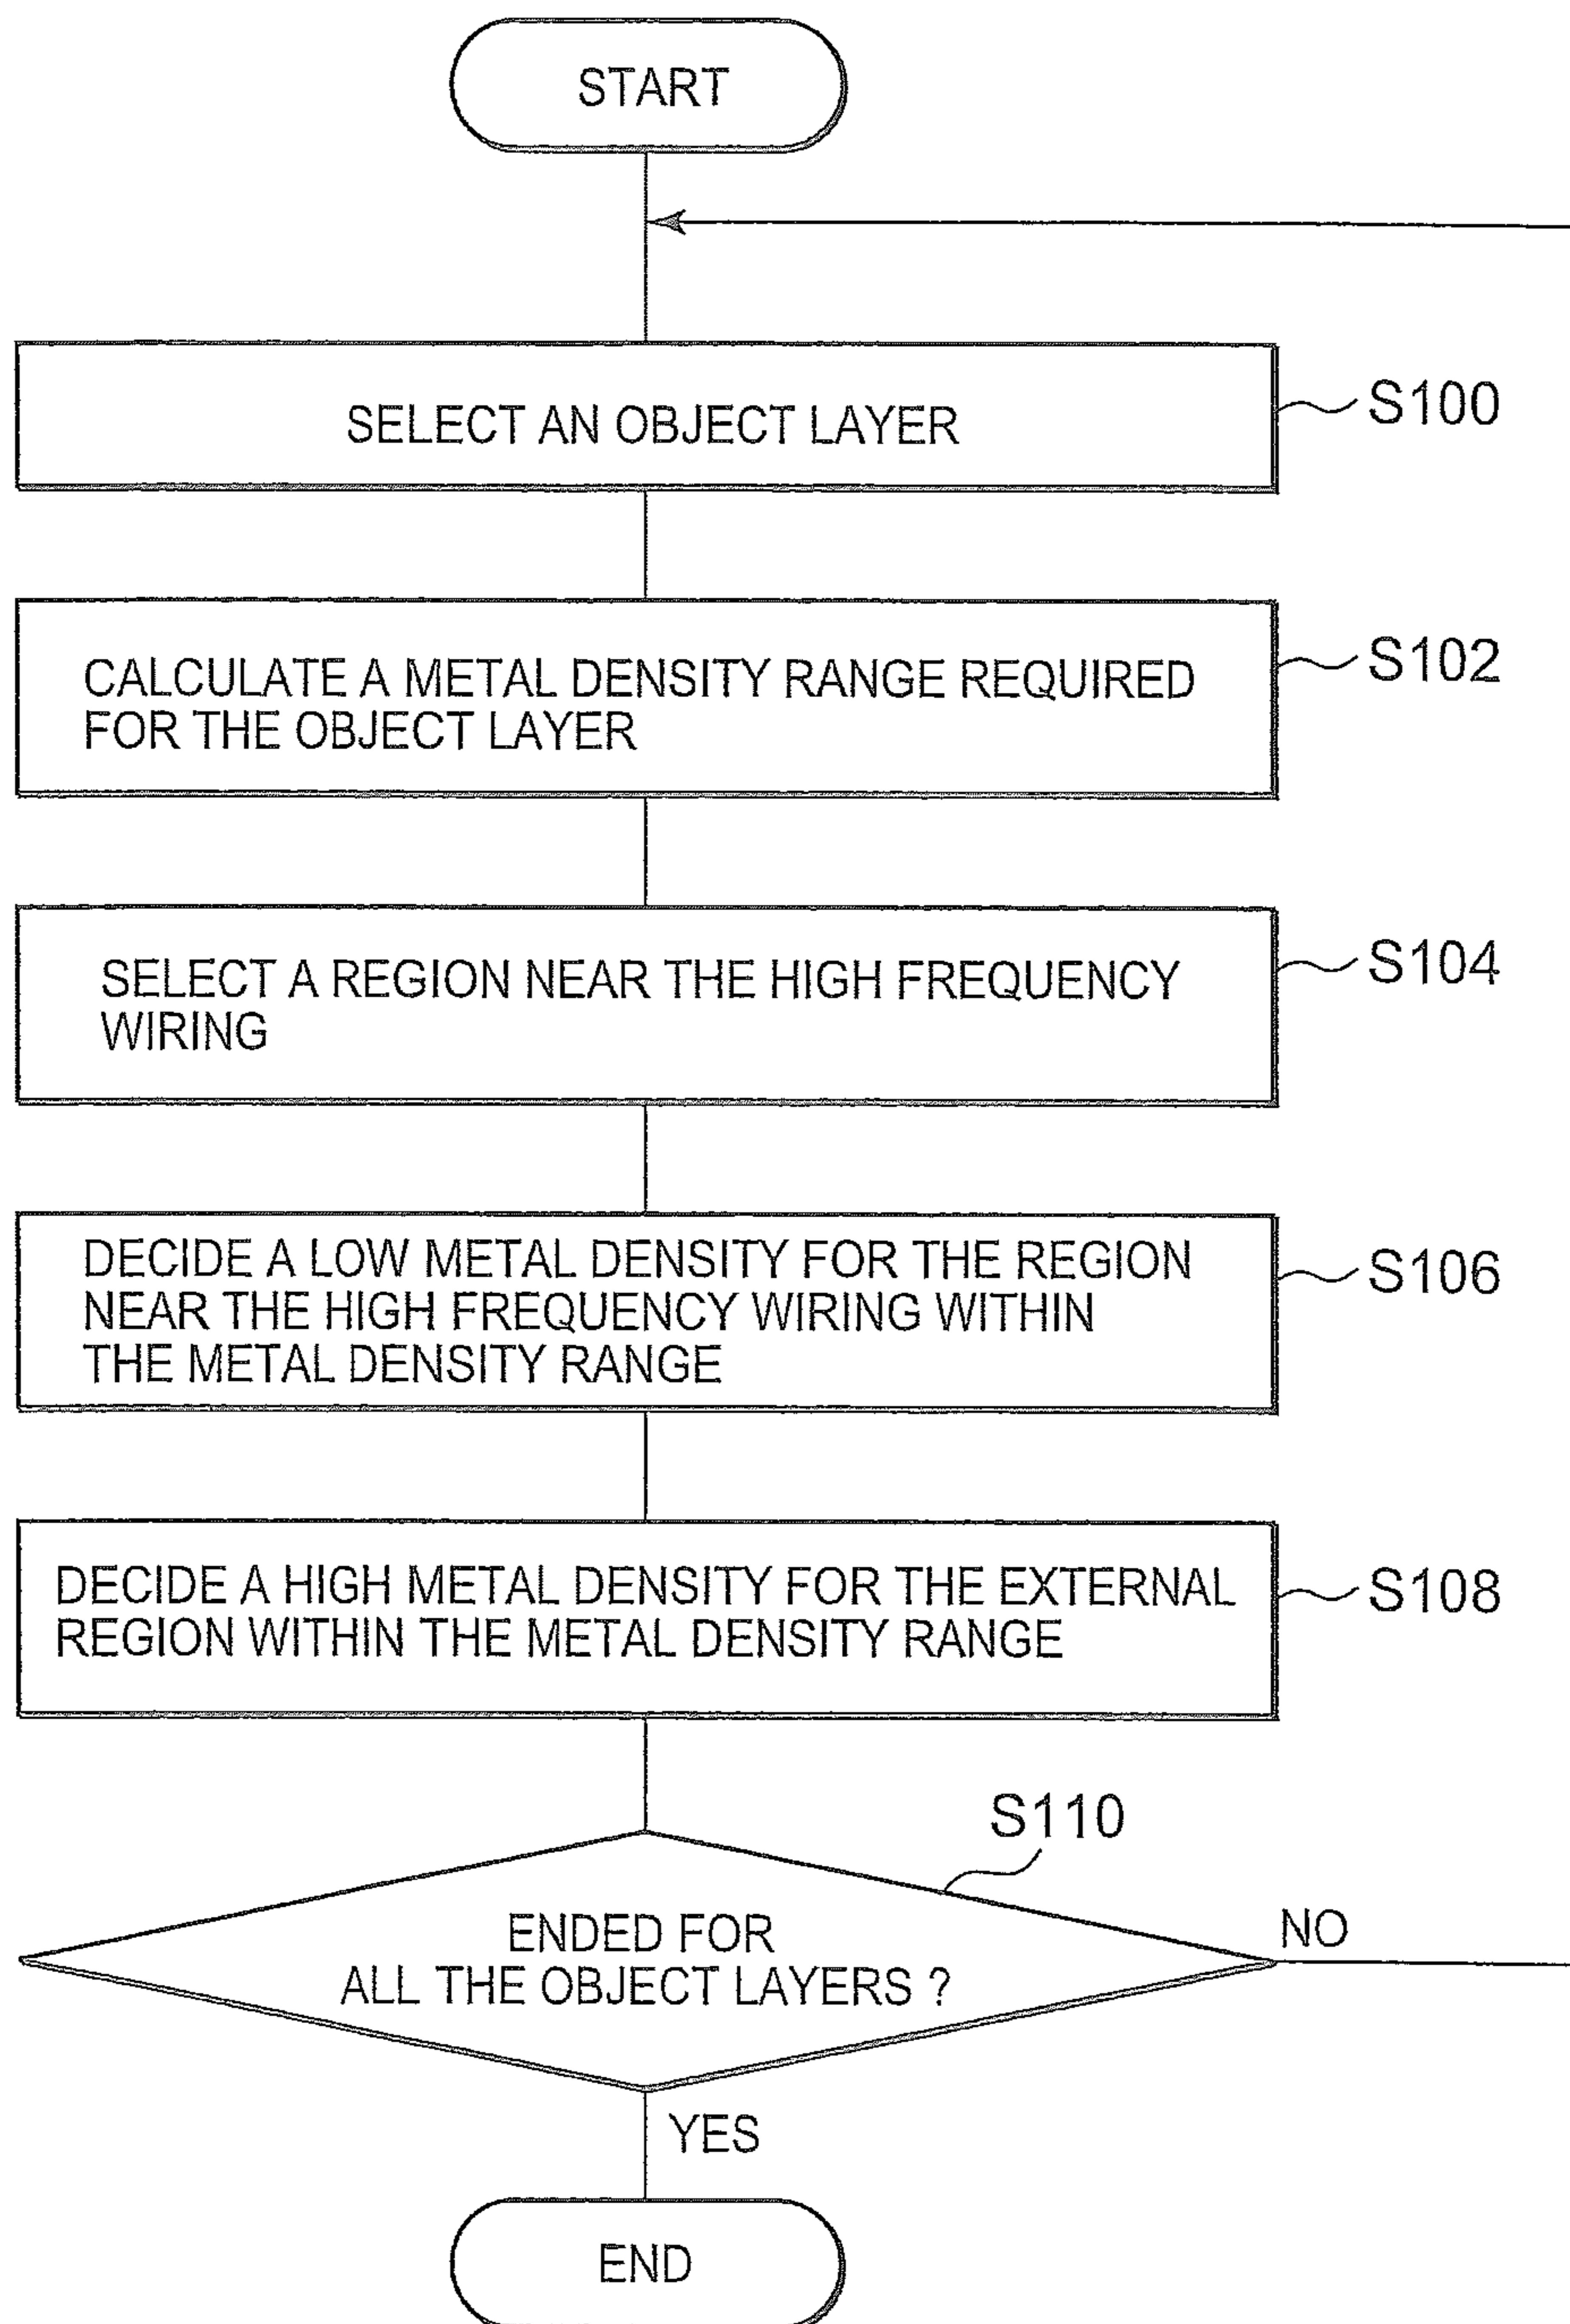 START
SELECT AN OBJECT LAYER
S100
CALCULATE A METAL DENSITY RANGE REQUIRED
FOR THE OBJECT LAYER
S102
SELECT A REGION NEAR THE HIGH FREQUENCY
WIRING
S104
DECIDE A LOW METAL DENSITY FOR THE REGION
NEAR THE HIGH FREQUENCY WIRING WITHIN
THE METAL DENSITY RANGE
S106
DECIDE A HIGH METAL DENSITY FOR THE EXTERNAL
REGION WITHIN THE METAL DENSITY RANGE
S108
S110
ENDED FOR
ALL THE OBJECT LAYERS ?
NO
YES
END